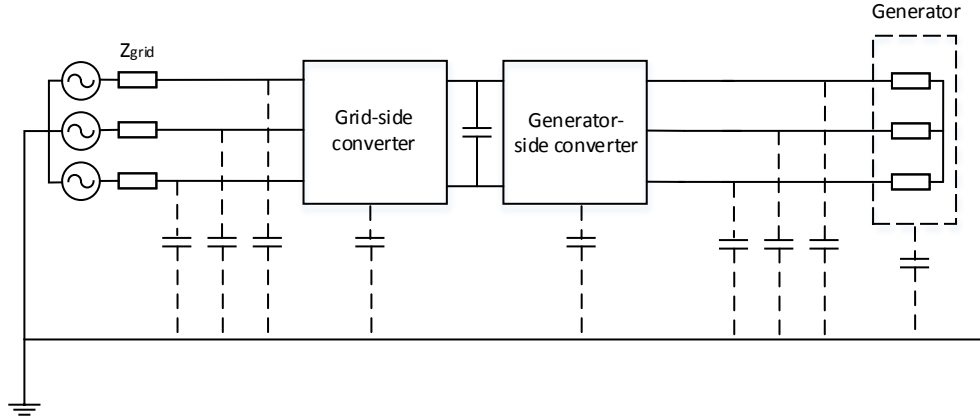 Generator
Zgrid
Grid-side
converter
Generator-
side converter